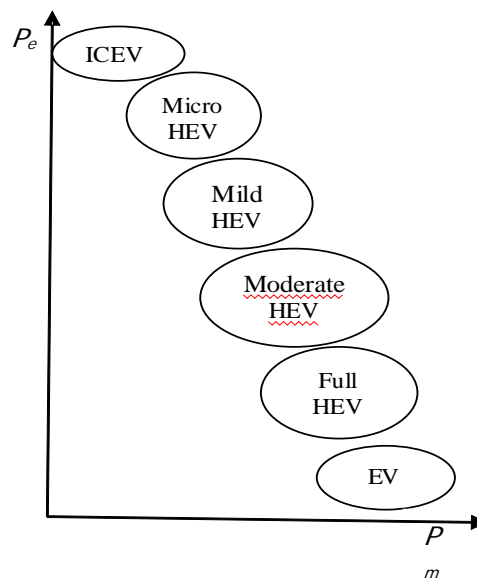 Pe
ICEV
Micro
HEV
Mild
HEV
Moderate
HEV
Full
HEV
EV
P
m